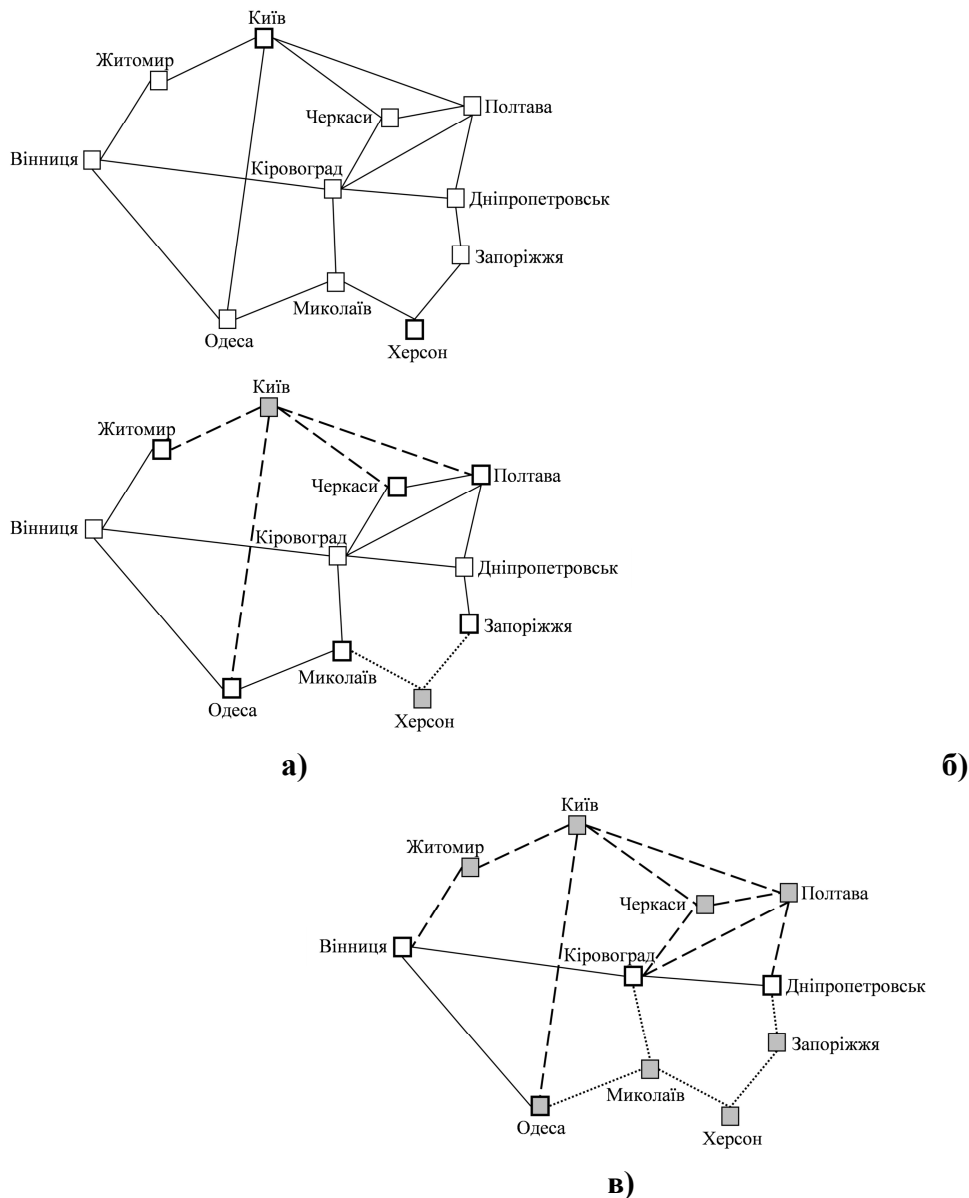 Київ
Житомир
Черкаси
Полтава
Вінниця
Кіровоград
Дніпропетровськ
Запоріжжя
Миколаїв
Одеса
Херсон
Київ
Житомир
Черкаси
Полтава
Вінниця
Кіровоград
Дніпропетровськ
Запоріжжя
Миколаїв
Одеса
Херсон
а) б)
Київ
Житомир
Черкаси
Полтава
Вінниця
Кіровоград
Дніпропетровськ
Запоріжжя
Миколаїв
Одеса
Херсон
в)